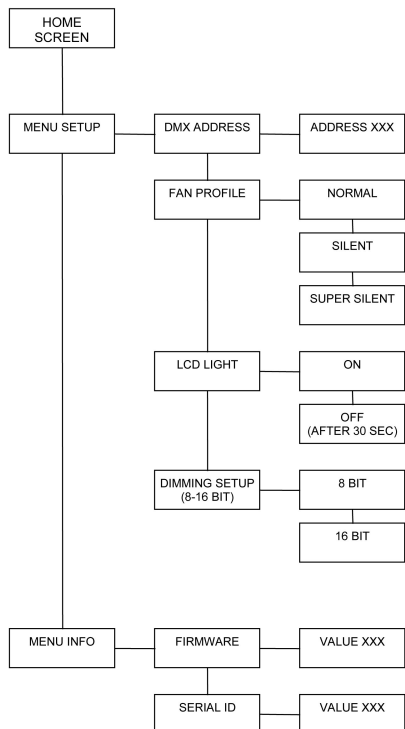 HOME
SCREEN
MENU SETUP
DMX ADDRESS
ADDRESS XXX
FAN PROFILE
NORMAL
SILENT
SUPER SILENT
LCD LIGHT
ON
OFF
(AFTER 30 SEC)
DIMMING SETUP
(8-16 BIT)
8 BIT
16 BIT
MENU INFO
FIRMWARE
VALUE XXX
SERIAL ID
VALUE XXX